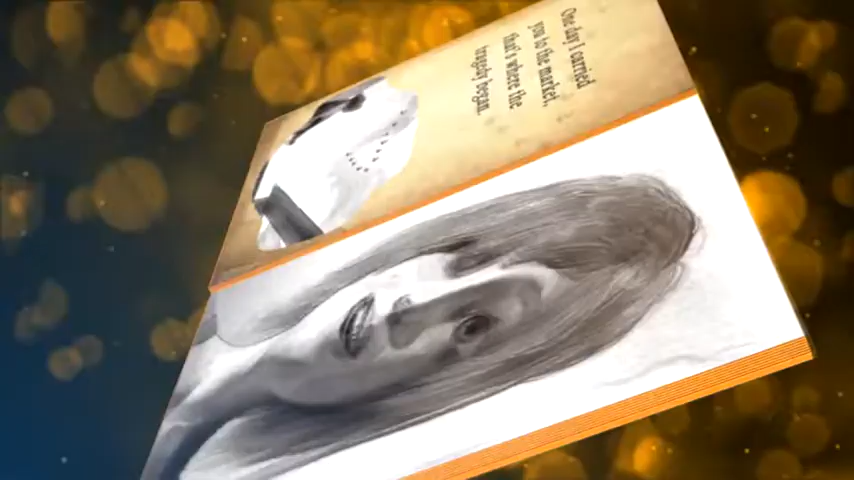 One day I carried
you to the market,
that's where the
tragedy began.